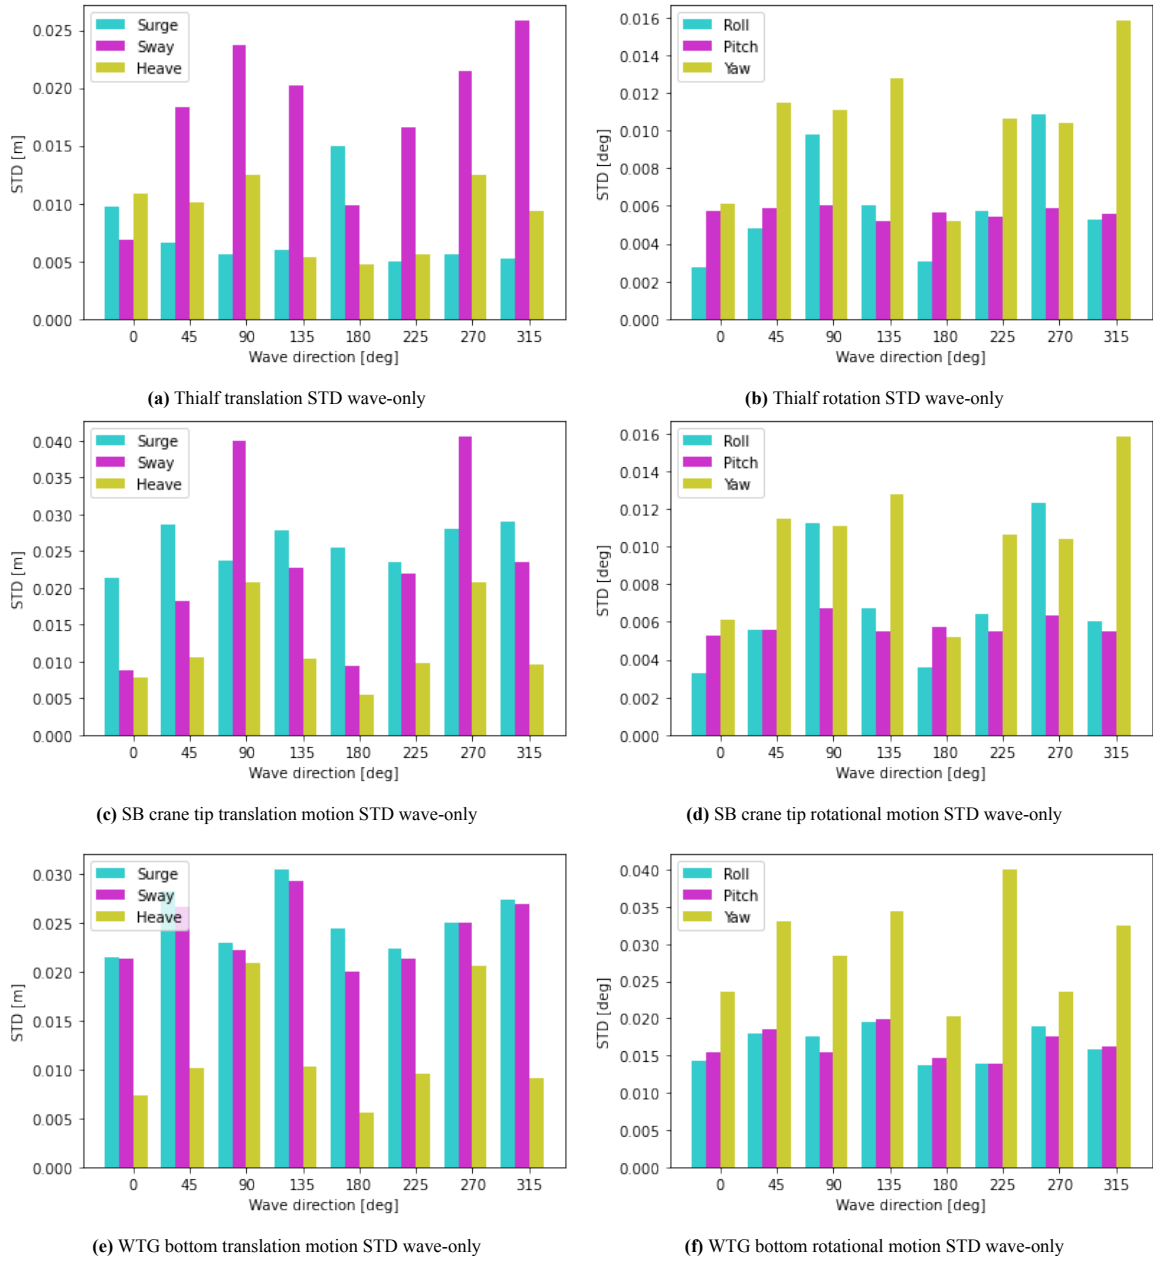 0.025
0.020
0.015
0.010
0.005
0.000
STD [m]
Surge
Sway
Heave
0 45 90 135 180 225 270 315
Wave direction [deg]
(a) Thialf translation STD wave-only
0.016
0.014
0.012
0.010
0.008
0.006
0.004
0.002
0.000
STD [deg]
Roll
Pitch
Yaw
0 45 90 135 180 225 270 315
Wave direction [deg]
(b) Thialf rotation STD wave-only
0.040
0.035
0.030
0.025
0.020
0.015
0.010
0.005
0.000
STD [m]
Surge
Sway
Heave
0 45 90 135 180 225 270 315
Wave direction [deg]
(c) SB crane tip translation motion STD wave-only
0.016
0.014
0.012
0.010
0.008
0.006
0.004
0.002
0.000
STD [deg]
Roll
Pitch
Yaw
0 45 90 135 180 225 270 315
Wave direction [deg]
(d) SB crane tip rotational motion STD wave-only
0.030
0.025
0.020
0.015
0.010
0.005
0.000
STD [m]
Surge
Sway
Heave
0 45 90 135 180 225 270 315
Wave direction [deg]
(e) WTG bottom translation motion STD wave-only
0.040
0.035
0.030
0.025
0.020
0.015
0.010
0.005
0.000
STD [deg]
Roll
Pitch
Yaw
0 45 90 135 180 225 270 315
Wave direction [deg]
(f) WTG bottom rotational motion STD wave-only